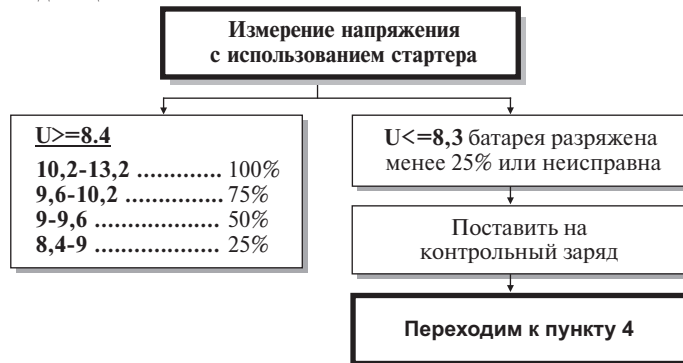 Измерение напряжения
с использованием стартера
U>=8.4
10,2-13,2 ............. 100%
9,6-10,2 ............... 75%
9-9,6 .................... 50%
8,4-9 .................... 25%
U<=8,3 батарея разряжена
менее 25% или неисправна
Поставить на
контрольный заряд
Переходим к пункту 4